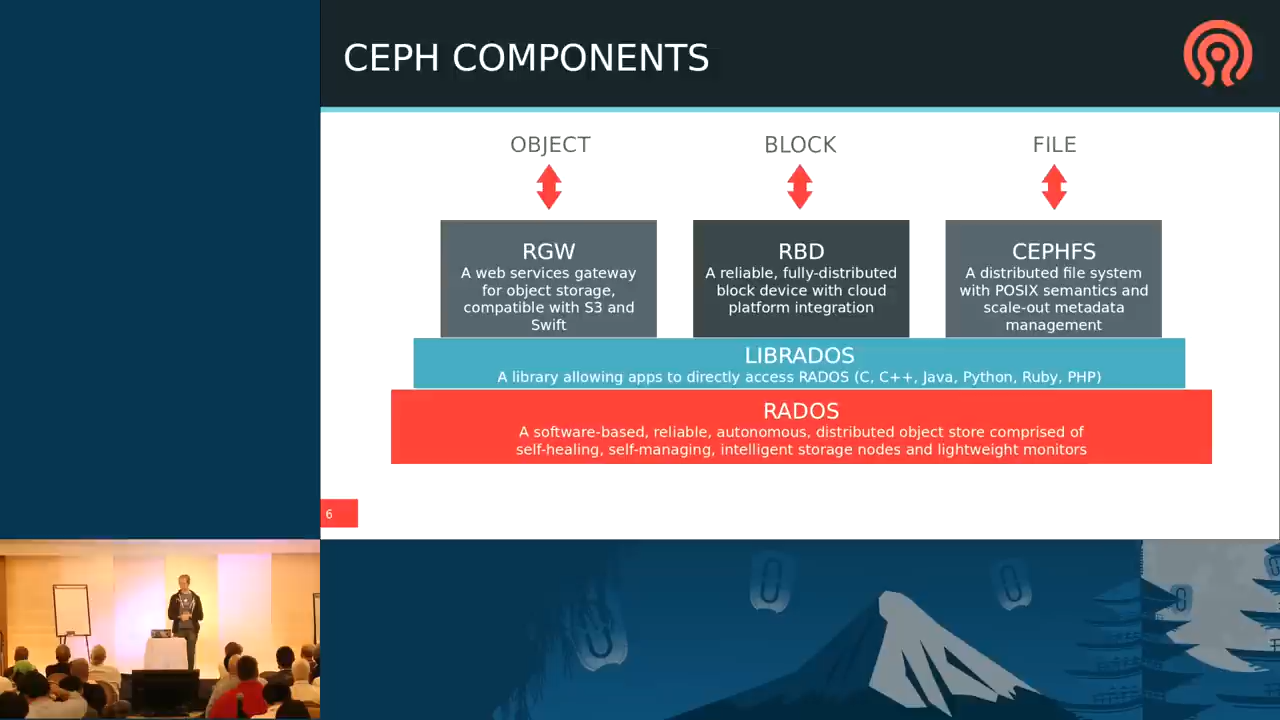 CEPH COMPONENTS
OBJECT
BLOCK
FILE
RGW
A web services gateway
for object storage,
compatible with S3 and
Swift
RBD
A reliable, fully-distributed
block device with cloud
platform integration
CEPHFS
A distributed file system
with POSIX semantics and
scale-out metadata
management
LIBRADOS
A library allowing apps to directly access RADOS (C, C++, Java, Python, Ruby, PHP)
RADOS
A software-based, reliable, autonomous, distributed object store comprised of
self-healing, self-managing, intelligent storage nodes and lightweight monitors
6